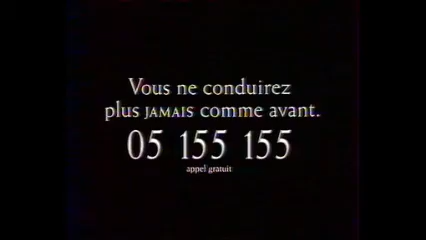 Vous ne conduirez
plus JAMAIS comme avant.
05 155 155
appel gratuit